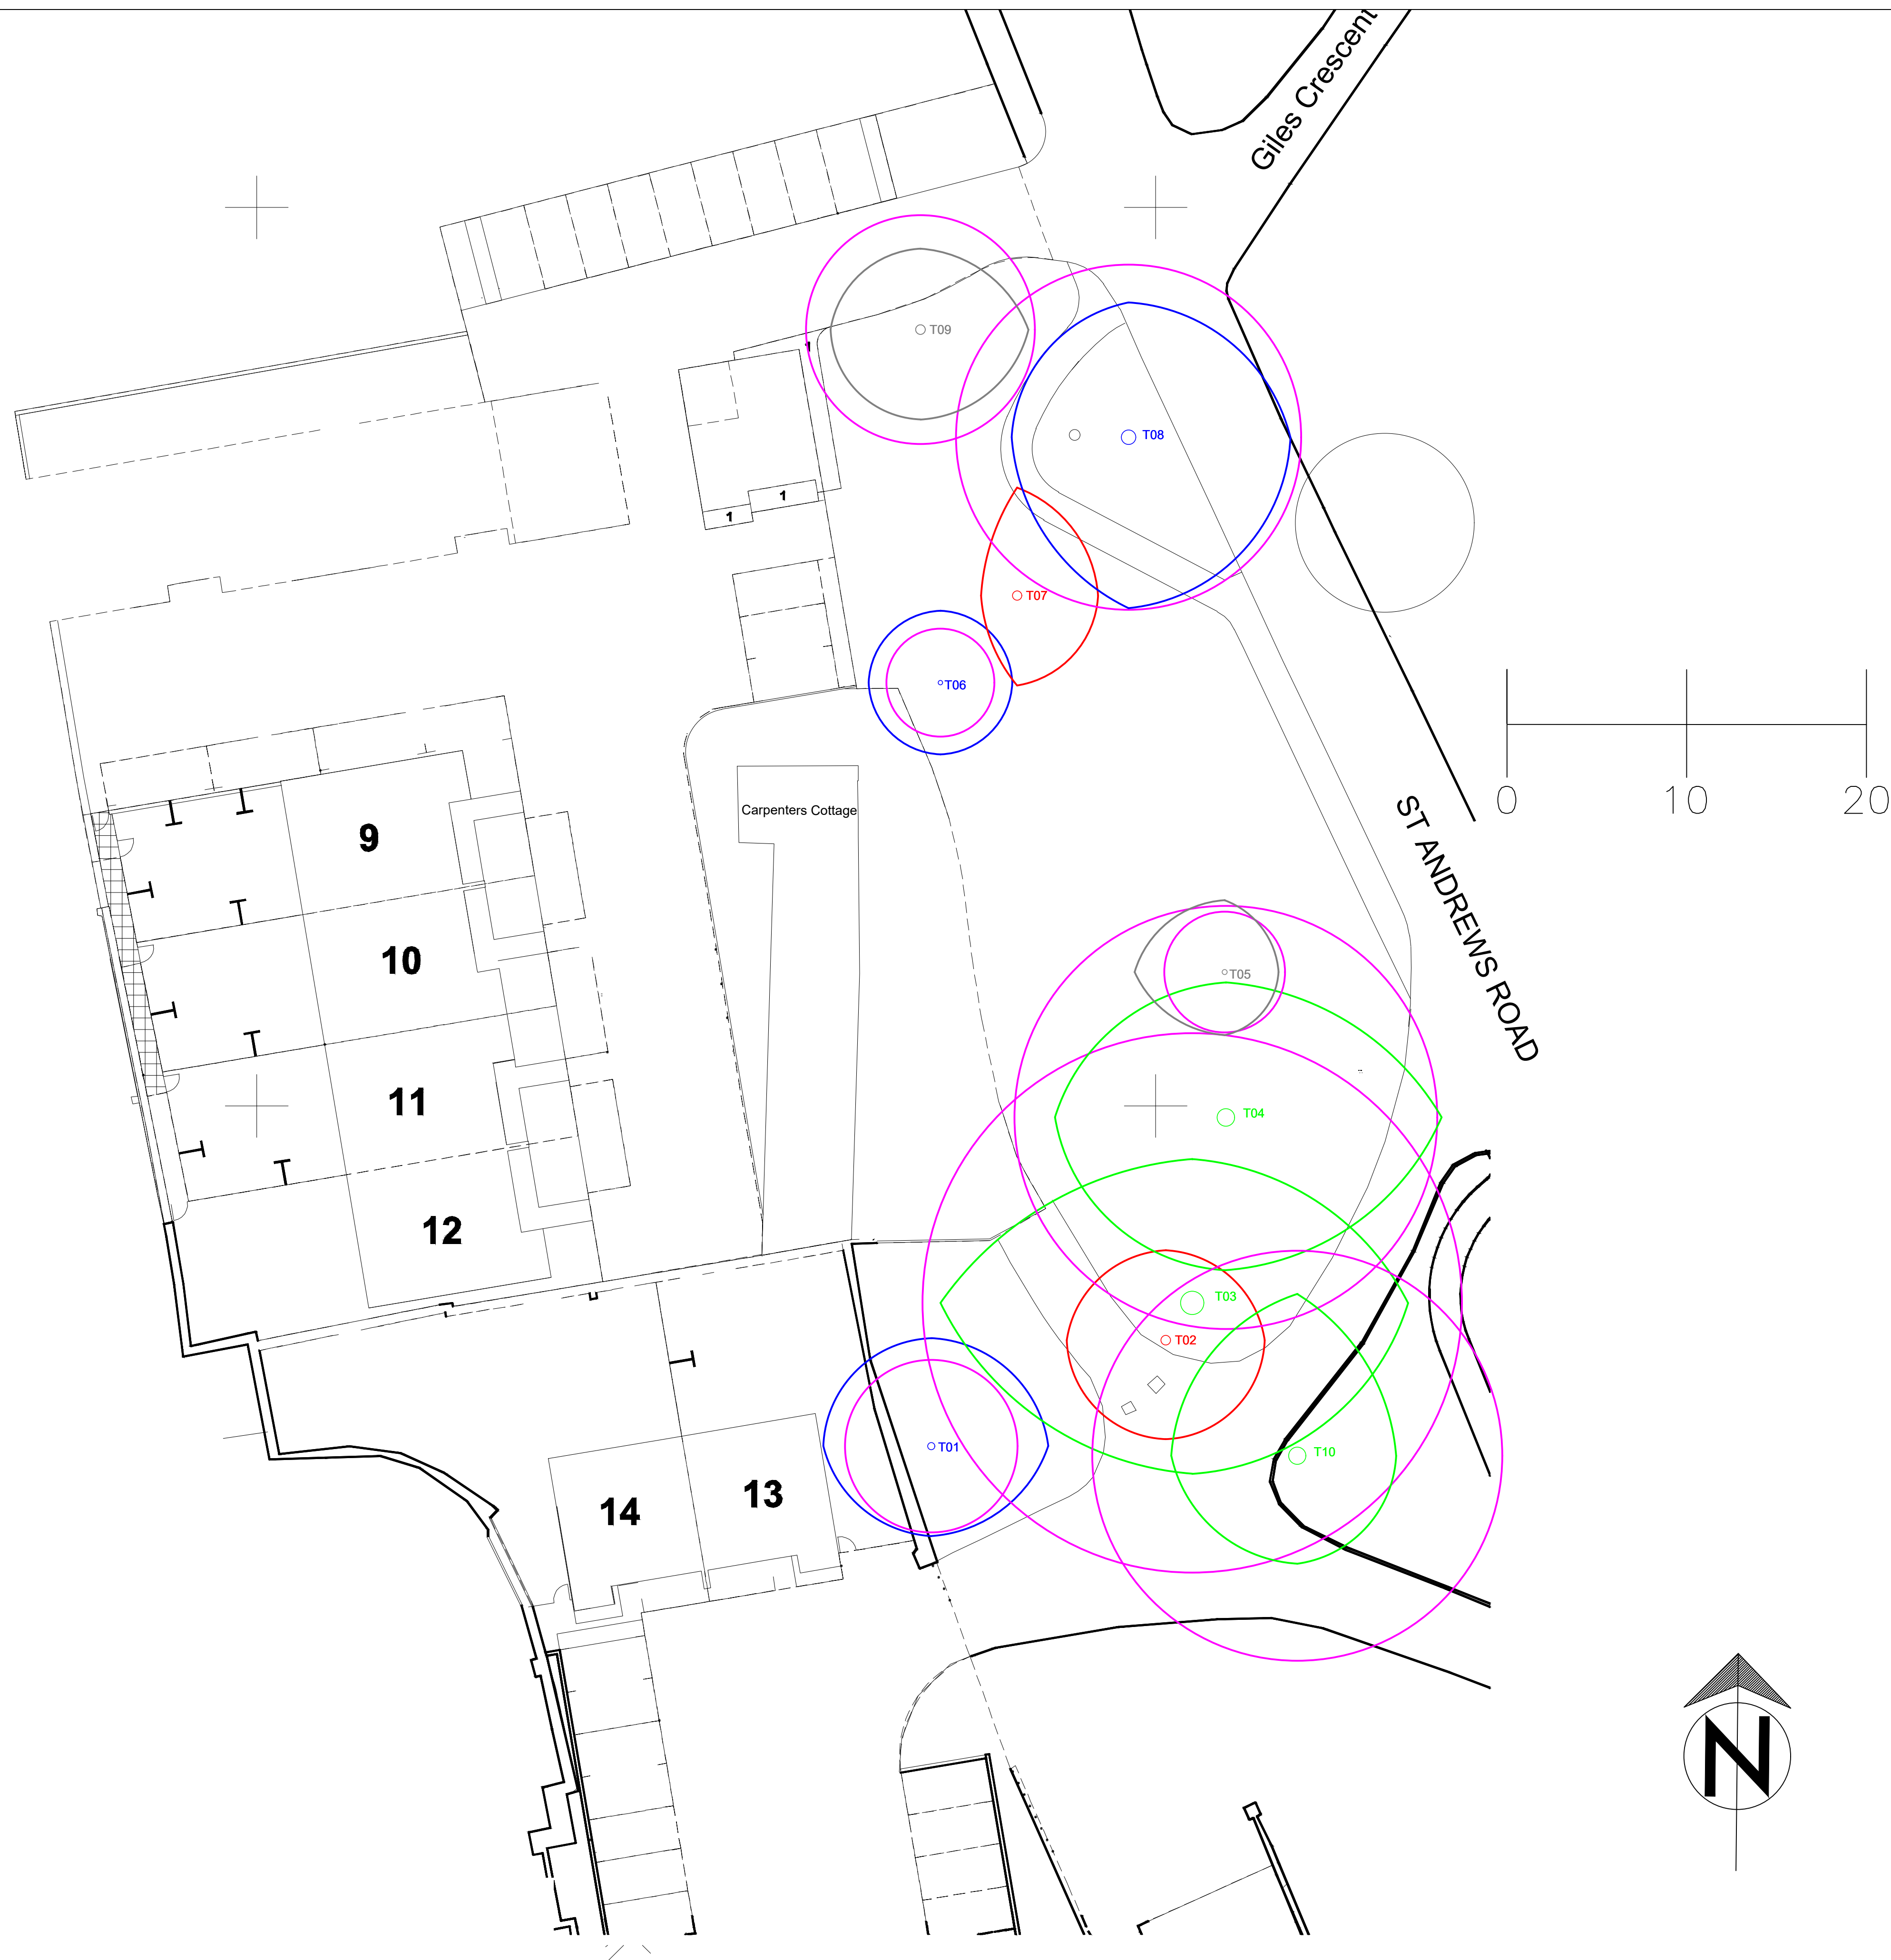 Giles Crescent
T09
1
T08
1
1
T07
T06
0 10 20
Carpenters Cottage
ST ANDREWS ROAD
9
10
T05
11
T04
12
T03
T02
T01
T10
13
14
N